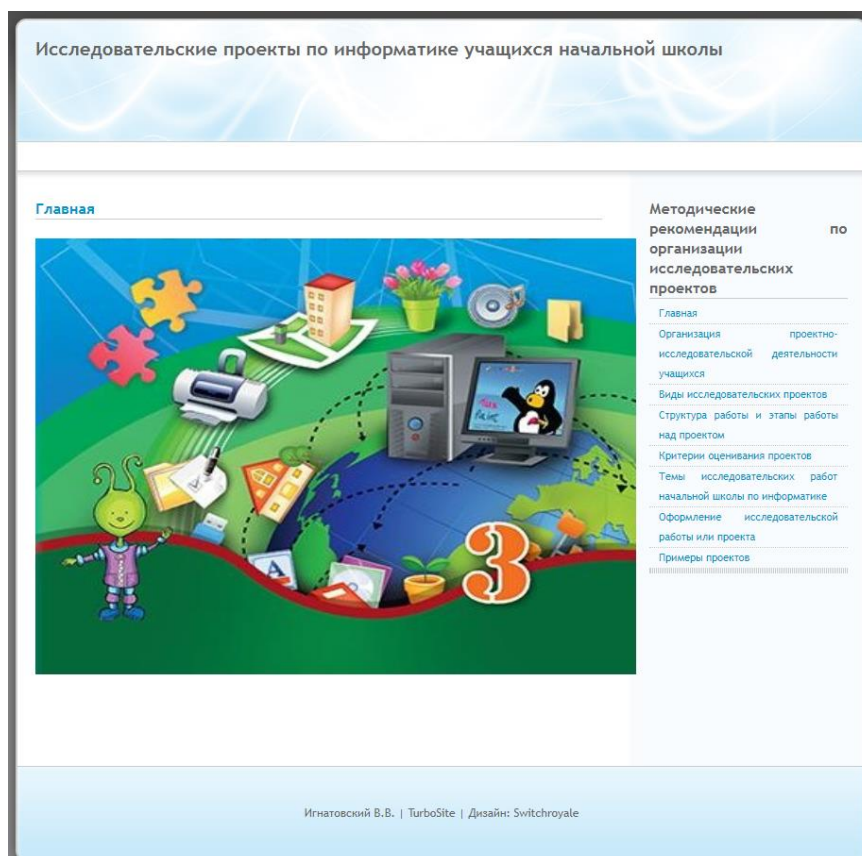 Исследовательские проекты по информатике учащихся начальной школы
Главная
Tux
Paint
А
3
Методические
рекомендации по
организации
исследовательских
проектов
Главная
Организация проектно-
исследовательской деятельности
учащихся
Виды исследовательских проектов
Структура работы и этапы работы
над проектом
Критерии оценивания проектов
Темы исследовательских работ
начальной школы по информатике
Оформление исследовательской
работы или проекта
Примеры проектов
Игнатовский В.В. | TurboSite | Дизайн: Switchroyale